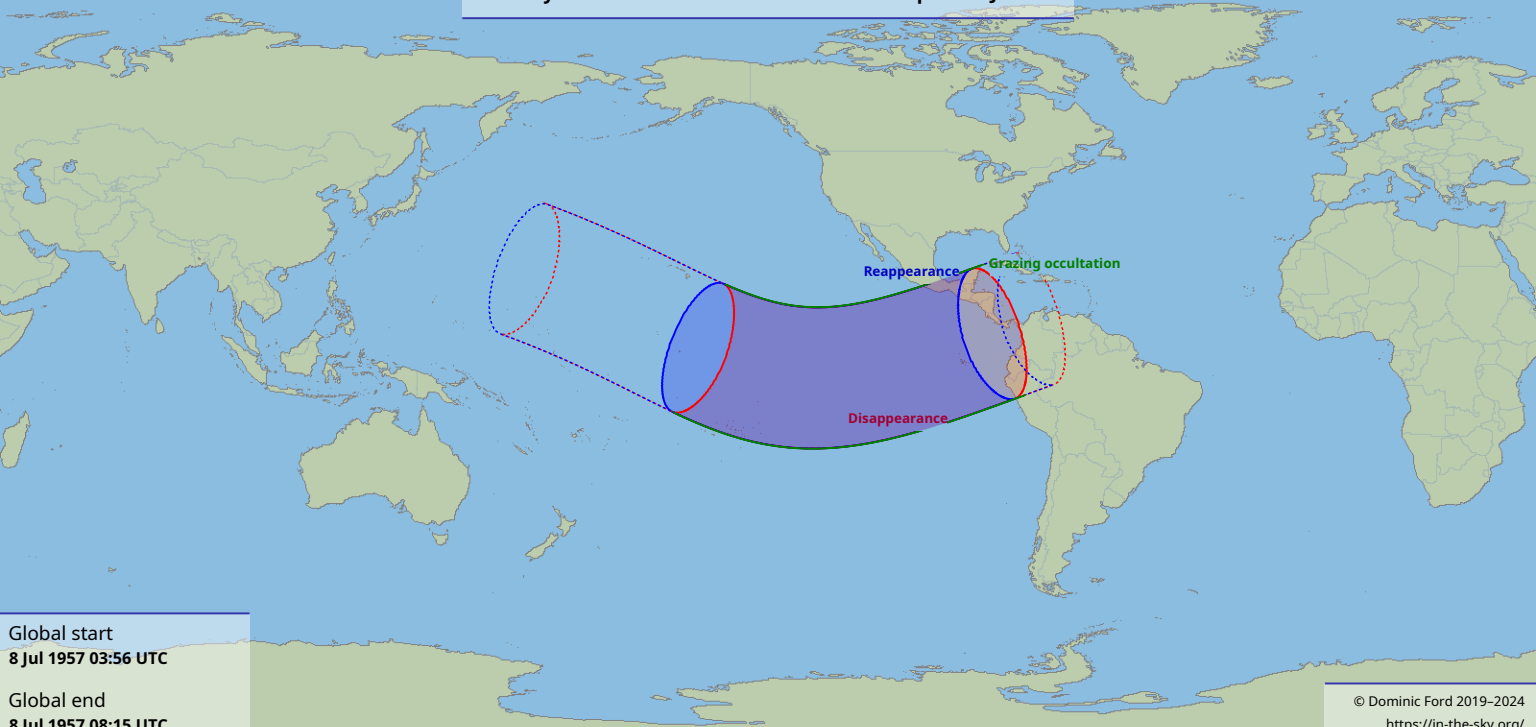 Reappearance
Grazing occultation
Disappearance
Global start
8 Jul 1957 03:56 UTC
Global end
8 Jul 1957 08:15 UTC
© Dominic Ford 2019–2024
https://in-the-sky.org/